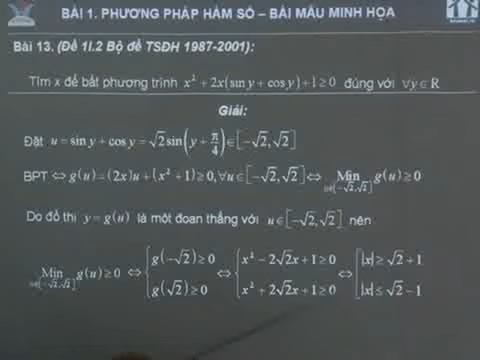 BÀI 1. PHƯƠNG PHÁP HÀM SỐ – BÀI MẪU MINH HỌA
Bài 13. (Đề 1I.2 Bộ đề TSĐH 1987-2001):
Tìm x để bất phương trình x² + 2x(sin y + cos y) + 1 ≥ 0 đúng với ∀y ∈ R
Giải:
Đặt u = sin y + cos y = √2 sin(y + π/4) ∈ [−√2, √2]
BPT ⇔ g(u) = (2x)u + (x² + 1) ≥ 0, ∀u ∈ [−√2, √2] ⇔ Min u∈[−√2,√2] g(u) ≥ 0
Do đồ thị y = g(u) là một đoạn thẳng với u ∈ [−√2, √2] nên
Min u∈[−√2,√2] g(u) ≥ 0 ⇔ { g(−√2) ≥ 0 ; g(√2) ≥ 0 ⇔ { x² − 2√2x + 1 ≥ 0 ; x² + 2√2x + 1 ≥ 0 ⇔ [ |x| ≥ √2 + 1 ; |x| ≤ √2 − 1